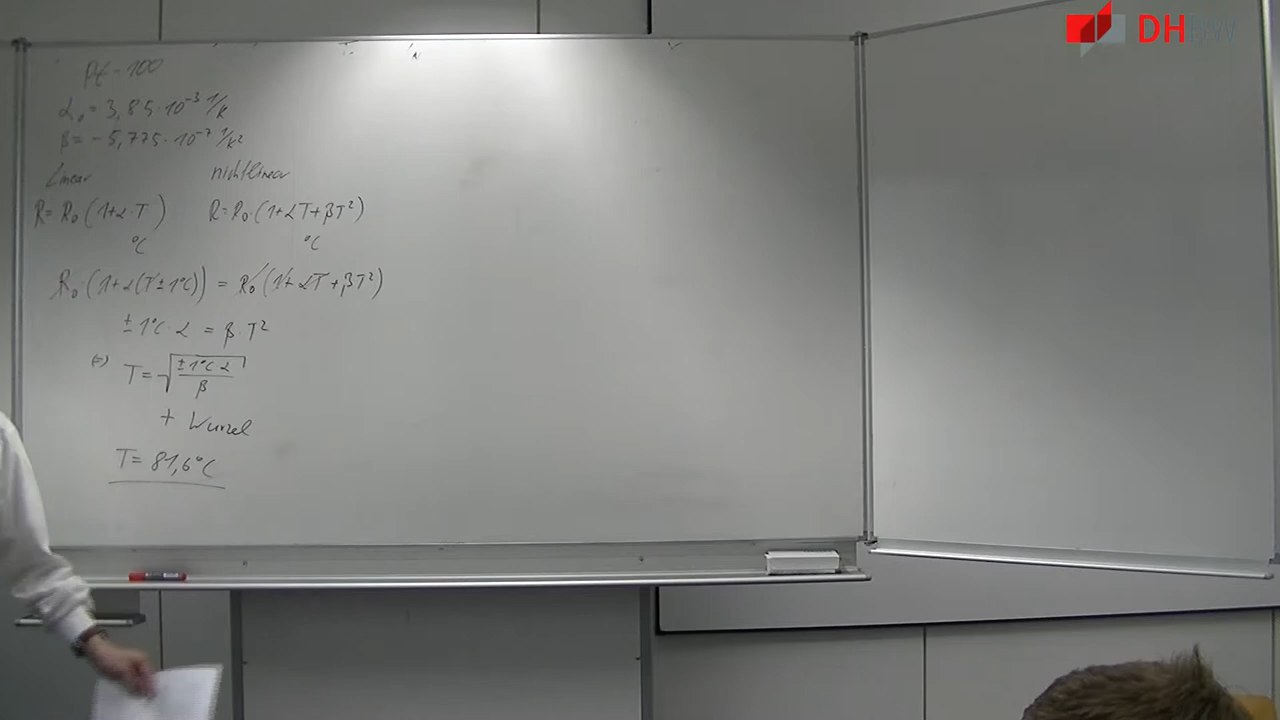 DHBW
Pt-100
α₀ = 3,85·10⁻³ 1/K
β = -5,775·10⁻⁷ 1/K²
Linear nichtlinear
R = R₀ (1+α·T) R = R₀·(1+αT+βT²)
°C °C
R₀ (1+α(T±1°C)) = R₀ (1+αT+βT²)
±1°C·α = β·T²
(=) T = √(±1°C α / β)
+ Wurzel
T = 81,6°C